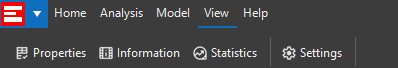 Home Analysis Model View Help
Properties Information Statistics Settings